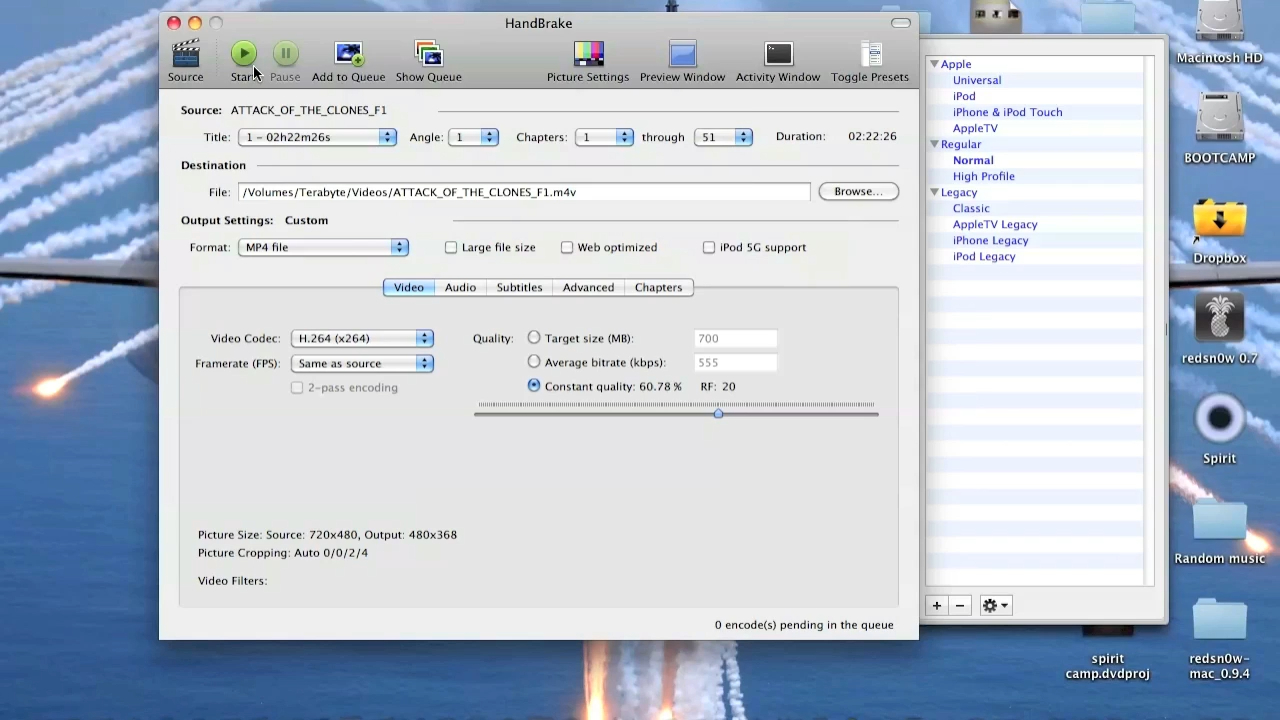 HandBrake
Source Start Pause Add to Queue Show Queue Picture Settings Preview Window Activity Window Toggle Presets
Source: ATTACK_OF_THE_CLONES_F1
Title: 1 - 02h22m26s Angle: 1 Chapters: 1 through 51 Duration: 02:22:26
Destination
File: /Volumes/Terabyte/Videos/ATTACK_OF_THE_CLONES_F1.m4v Browse...
Output Settings: Custom
Format: MP4 file Large file size Web optimized iPod 5G support
Video Audio Subtitles Advanced Chapters
Video Codec: H.264 (x264) Quality: Target size (MB): 700
Framerate (FPS): Same as source Average bitrate (kbps): 555
2-pass encoding Constant quality: 60.78 % RF: 20
Picture Size: Source: 720x480, Output: 480x368
Picture Cropping: Auto 0/0/2/4
Video Filters:
0 encode(s) pending in the queue
Apple
Universal
iPod
iPhone & iPod Touch
AppleTV
Regular
Normal
High Profile
Legacy
Classic
AppleTV Legacy
iPhone Legacy
iPod Legacy
Macintosh HD
BOOTCAMP
Dropbox
redsn0w 0.7
Spirit
Random music
spirit
camp.dvdproj
redsn0w-
mac_0.9.4